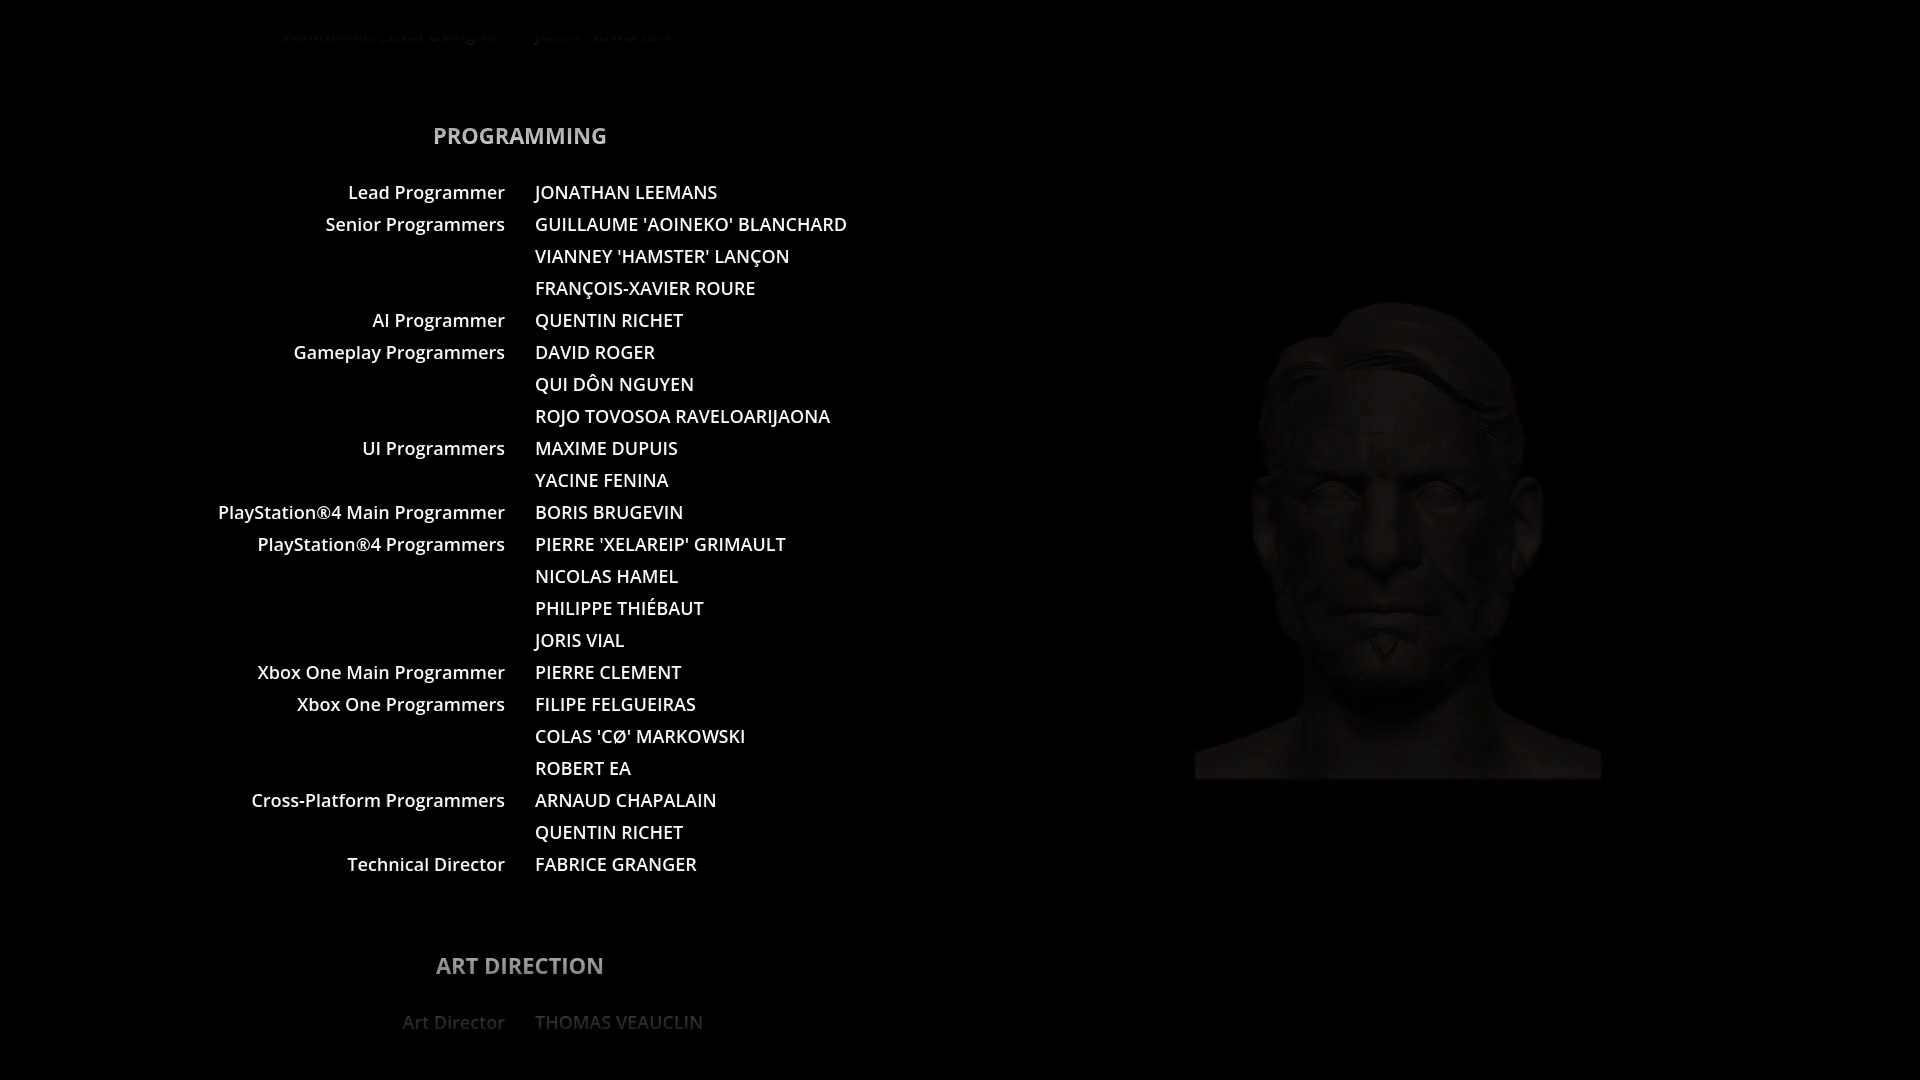 PROGRAMMING
Lead Programmer JONATHAN LEEMANS
Senior Programmers GUILLAUME 'AOINEKO' BLANCHARD
VIANNEY 'HAMSTER' LANÇON
FRANÇOIS-XAVIER ROURE
AI Programmer QUENTIN RICHET
Gameplay Programmers DAVID ROGER
QUI DÔN NGUYEN
ROJO TOVOSOA RAVELOARIJAONA
UI Programmers MAXIME DUPUIS
YACINE FENINA
PlayStation®4 Main Programmer BORIS BRUGEVIN
PlayStation®4 Programmers PIERRE 'XELAREIP' GRIMAULT
NICOLAS HAMEL
PHILIPPE THIÉBAUT
JORIS VIAL
Xbox One Main Programmer PIERRE CLEMENT
Xbox One Programmers FILIPE FELGUEIRAS
COLAS 'CØ' MARKOWSKI
ROBERT EA
Cross-Platform Programmers ARNAUD CHAPALAIN
QUENTIN RICHET
Technical Director FABRICE GRANGER
ART DIRECTION
Art Director THOMAS VEAUCLIN